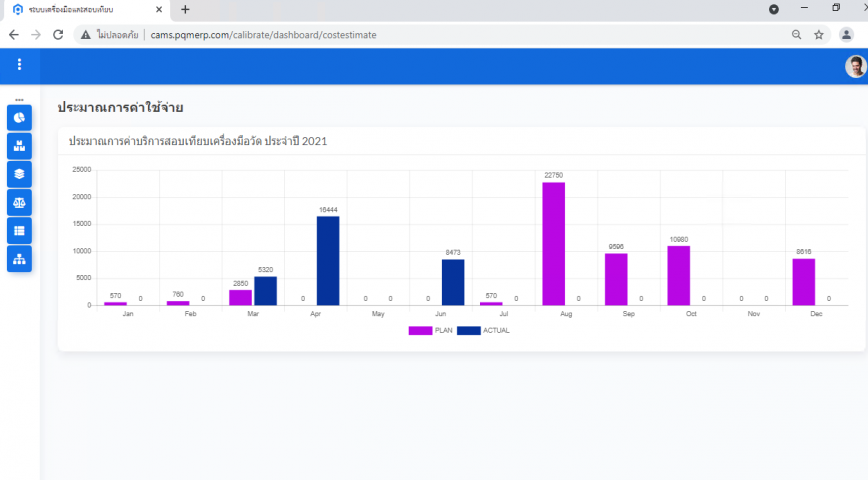 ระบบเครื่องมือและสอบเทียบ
ไม่ปลอดภัย
cams.pqmerp.com/calibrate/dashboard/costestimate
ประมาณการค่าใช้จ่าย
ประมาณการค่าบริการสอบเทียบเครื่องมือวัด ประจำปี 2021
25000
20000
15000
10000
5000
0
570 0 760 0 2850 5320 0 16444 0 0 0 8473 570 0 22750 0 9596 0 10980 0 0 0 8616 0
Jan Feb Mar Apr May Jun Jul Aug Sep Oct Nov Dec
PLAN ACTUAL